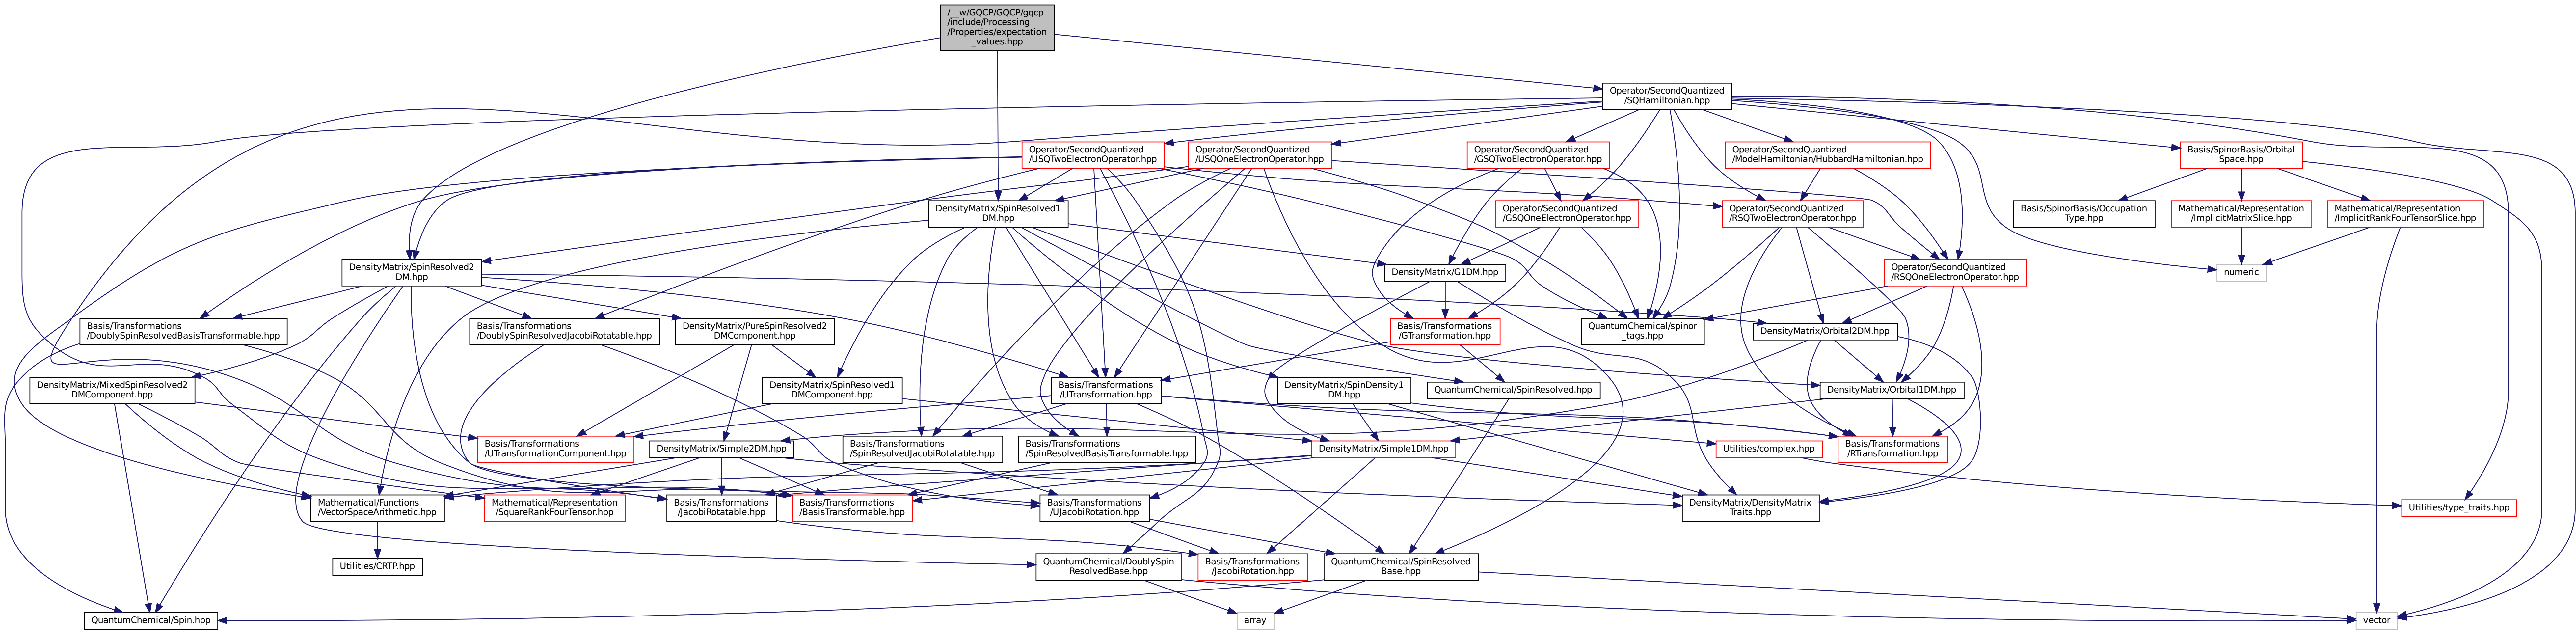 /__w/GQCP/GQCP/gqcp
/include/Processing
/Properties/expectation
_values.hpp
Operator/SecondQuantized
/SQHamiltonian.hpp
Operator/SecondQuantized
/USQTwoElectronOperator.hpp
Operator/SecondQuantized
/USQOneElectronOperator.hpp
Operator/SecondQuantized
/GSQTwoElectronOperator.hpp
Operator/SecondQuantized
/ModelHamiltonian/HubbardHamiltonian.hpp
Basis/SpinorBasis/Orbital
Space.hpp
DensityMatrix/SpinResolved1
DM.hpp
Operator/SecondQuantized
/GSQOneElectronOperator.hpp
Operator/SecondQuantized
/RSQTwoElectronOperator.hpp
Basis/SpinorBasis/Occupation
Type.hpp
Mathematical/Representation
/ImplicitMatrixSlice.hpp
Mathematical/Representation
/ImplicitRankFourTensorSlice.hpp
DensityMatrix/SpinResolved2
DM.hpp
DensityMatrix/G1DM.hpp
Operator/SecondQuantized
/RSQOneElectronOperator.hpp
numeric
Basis/Transformations
/DoublySpinResolvedBasisTransformable.hpp
Basis/Transformations
/DoublySpinResolvedJacobiRotatable.hpp
DensityMatrix/PureSpinResolved2
DMComponent.hpp
Basis/Transformations
/GTransformation.hpp
QuantumChemical/spinor
_tags.hpp
DensityMatrix/Orbital2DM.hpp
DensityMatrix/MixedSpinResolved2
DMComponent.hpp
DensityMatrix/SpinResolved1
DMComponent.hpp
Basis/Transformations
/UTransformation.hpp
DensityMatrix/SpinDensity1
DM.hpp
QuantumChemical/SpinResolved.hpp
DensityMatrix/Orbital1DM.hpp
Basis/Transformations
/UTransformationComponent.hpp
DensityMatrix/Simple2DM.hpp
Basis/Transformations
/SpinResolvedJacobiRotatable.hpp
Basis/Transformations
/SpinResolvedBasisTransformable.hpp
DensityMatrix/Simple1DM.hpp
Utilities/complex.hpp
Basis/Transformations
/RTransformation.hpp
Mathematical/Functions
/VectorSpaceArithmetic.hpp
Mathematical/Representation
/SquareRankFourTensor.hpp
Basis/Transformations
/JacobiRotatable.hpp
Basis/Transformations
/BasisTransformable.hpp
Basis/Transformations
/UJacobiRotation.hpp
DensityMatrix/DensityMatrix
Traits.hpp
Utilities/type_traits.hpp
Utilities/CRTP.hpp
QuantumChemical/DoublySpin
ResolvedBase.hpp
Basis/Transformations
/JacobiRotation.hpp
QuantumChemical/SpinResolved
Base.hpp
QuantumChemical/Spin.hpp
array
vector